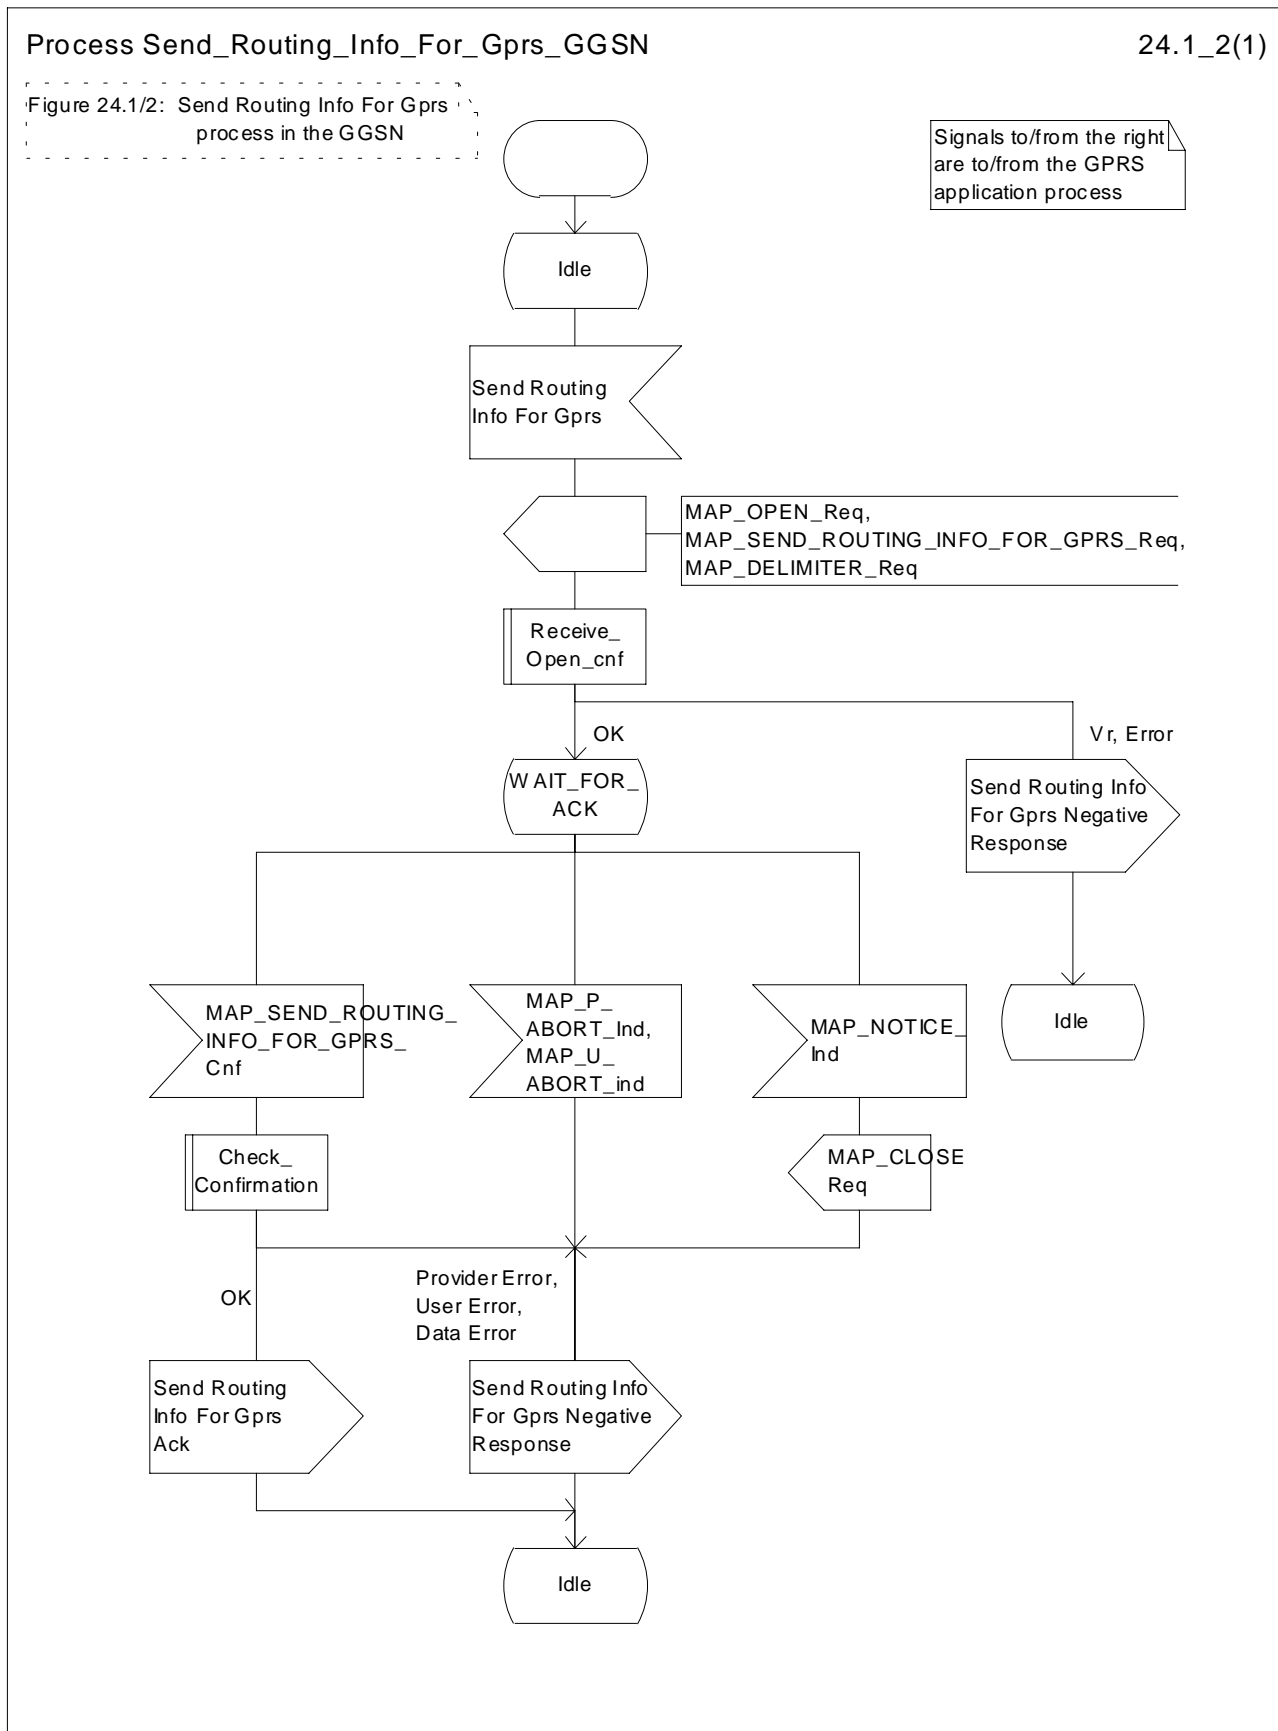 Process Send_Routing_Info_For_Gprs_GGSN
24.1_2(1)
Figure 24.1/2: Send Routing Info For Gprs
process in the GGSN
Signals to/from the right
are to/from the GPRS
application process
Idle
Send Routing
Info For Gprs
MAP_OPEN_Req,
MAP_SEND_ROUTING_INFO_FOR_GPRS_Req,
MAP_DELIMITER_Req
Receive_
Open_cnf
OK
Vr, Error
WAIT_FOR_
ACK
Send Routing Info
For Gprs Negative
Response
MAP_SEND_ROUTING_
INFO_FOR_GPRS_
Cnf
MAP_P_
ABORT_Ind,
MAP_U_
ABORT_ind
MAP_NOTICE_
Ind
Idle
Check_
Confirmation
MAP_CLOSE
Req
OK
Provider Error,
User Error,
Data Error
Send Routing
Info For Gprs
Ack
Send Routing Info
For Gprs Negative
Response
Idle